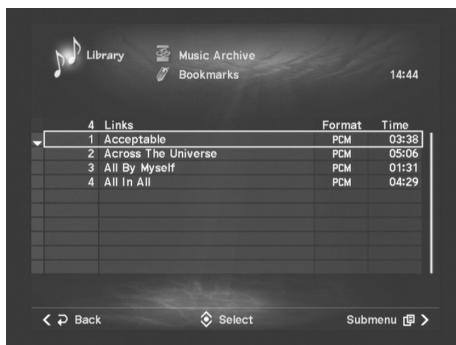 Library
Music Archive
Bookmarks
14:44
4 Links Format Time
1 Acceptable PCM 03:38
2 Across The Universe PCM 05:06
3 All By Myself PCM 01:31
4 All In All PCM 04:29
Back Select Submenu